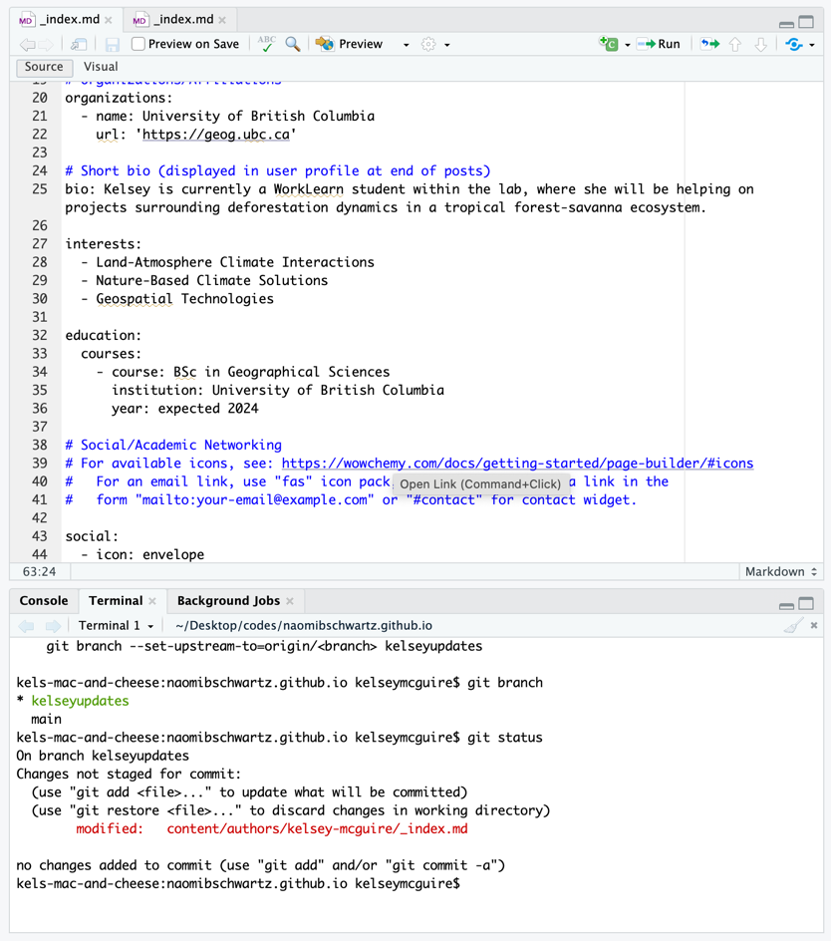 MD _index.md × MD _index.md ×
Preview on Save ABC Preview +C Run
Source Visual
19 # Organizations/Affiliations
20 organizations:
21 - name: University of British Columbia
22 url: 'https://geog.ubc.ca'
23
24 # Short bio (displayed in user profile at end of posts)
25 bio: Kelsey is currently a WorkLearn student within the lab, where she will be helping on
projects surrounding deforestation dynamics in a tropical forest-savanna ecosystem.
26
27 interests:
28 - Land-Atmosphere Climate Interactions
29 - Nature-Based Climate Solutions
30 - Geospatial Technologies
31
32 education:
33 courses:
34 - course: BSc in Geographical Sciences
35 institution: University of British Columbia
36 year: expected 2024
37
38 # Social/Academic Networking
39 # For available icons, see: https://wowchemy.com/docs/getting-started/page-builder/#icons
40 # For an email link, use "fas" icon pack, Open Link (Command+Click) a link in the
41 # form "mailto:your-email@example.com" or "#contact" for contact widget.
42
43 social:
44 - icon: envelope
63:24 Markdown
Console Terminal × Background Jobs ×
Terminal 1 ~/Desktop/codes/naomibschwartz.github.io
git branch --set-upstream-to=origin/<branch> kelseyupdates
kels-mac-and-cheese:naomibschwartz.github.io kelseymcguire$ git branch
* kelseyupdates
main
kels-mac-and-cheese:naomibschwartz.github.io kelseymcguire$ git status
On branch kelseyupdates
Changes not staged for commit:
(use "git add <file>..." to update what will be committed)
(use "git restore <file>..." to discard changes in working directory)
modified: content/authors/kelsey-mcguire/_index.md
no changes added to commit (use "git add" and/or "git commit -a")
kels-mac-and-cheese:naomibschwartz.github.io kelseymcguire$